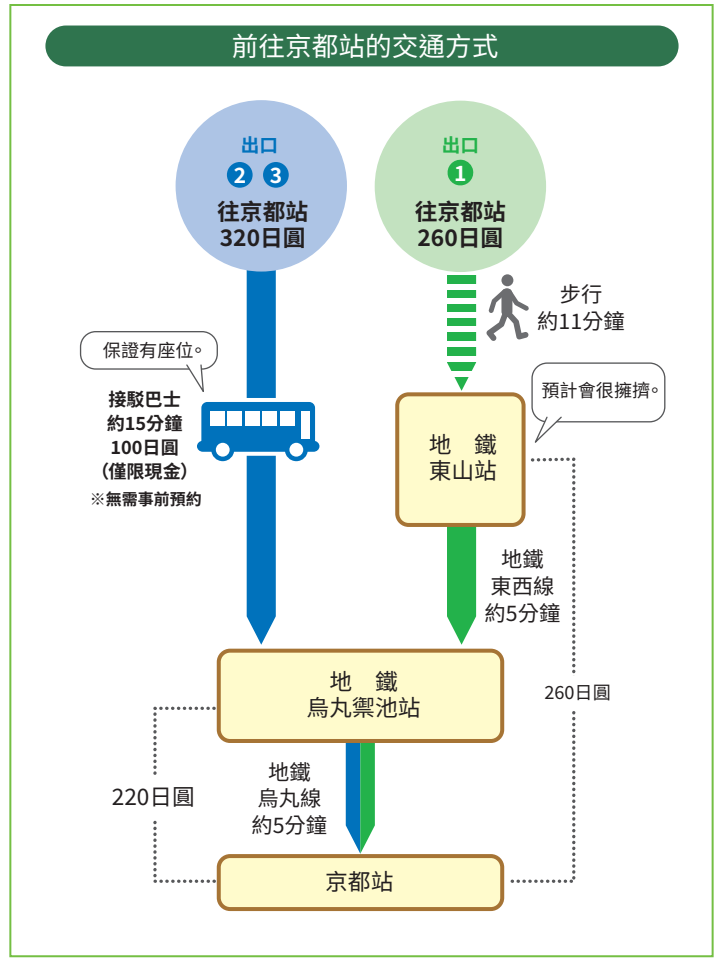 前往京都站的交通方式
出口
2 3
往京都站
320日圓
出口
1
往京都站
260日圓
步行
約11分鐘
保證有座位。
接駁巴士
約15分鐘
100日圓
（僅限現金）
※無需事前預約
預計會很擁擠。
地 鐵
東山站
地鐵
東西線
約5分鐘
地 鐵
烏丸禦池站
260日圓
220日圓
地鐵
烏丸線
約5分鐘
京都站